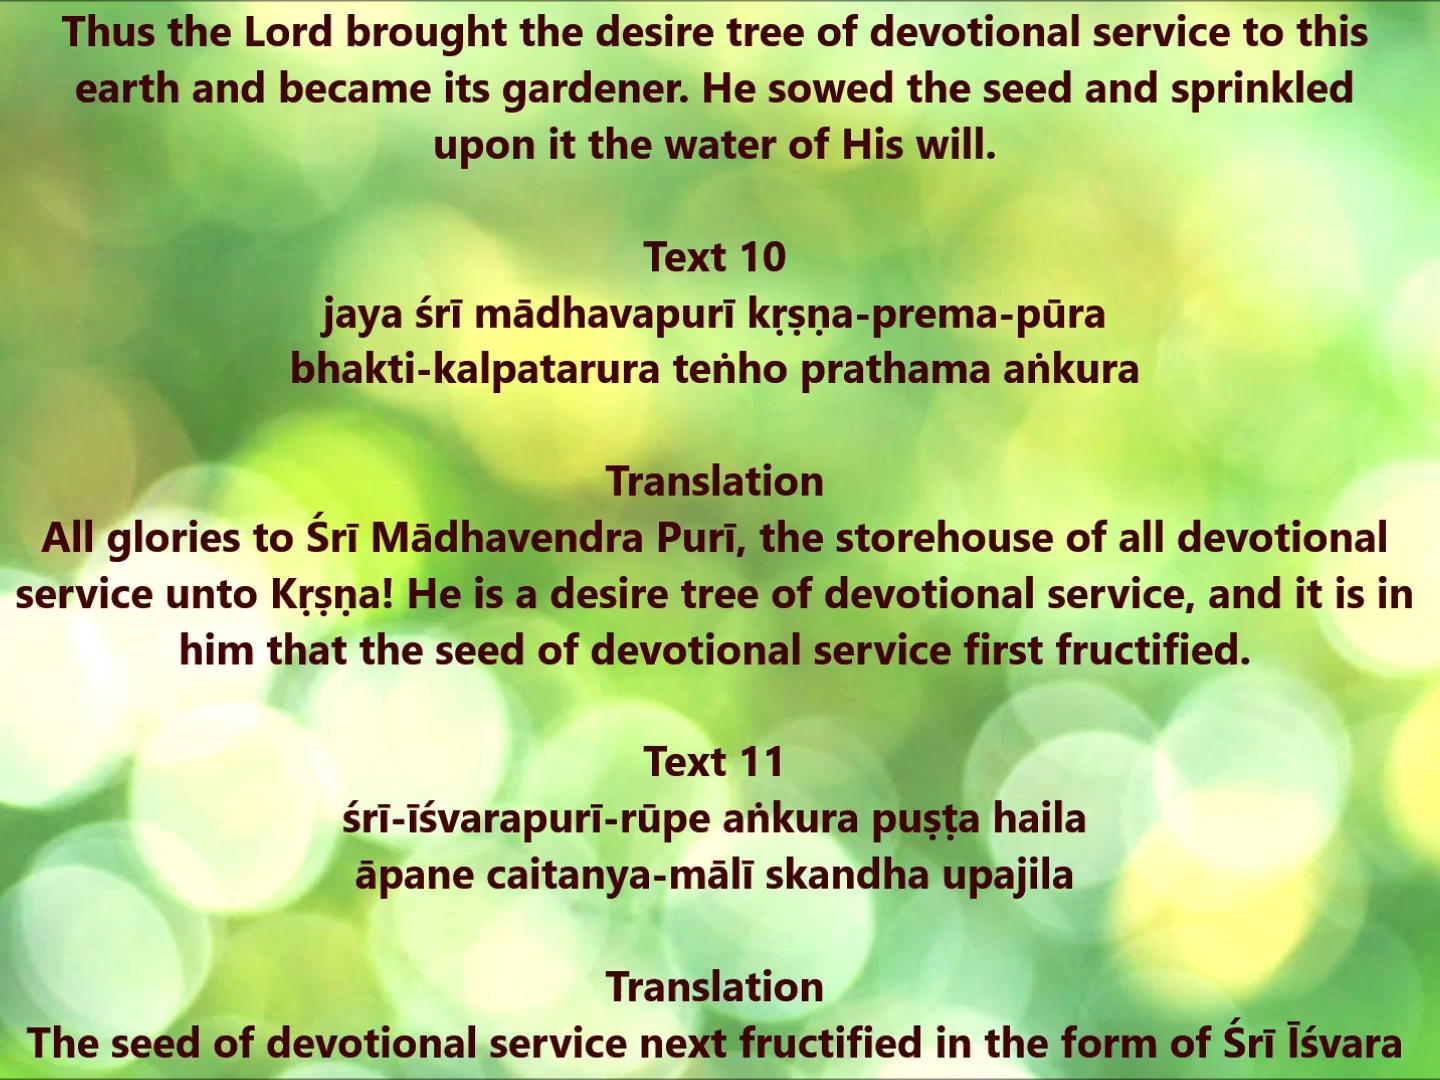 Thus the Lord brought the desire tree of devotional service to this
earth and became its gardener. He sowed the seed and sprinkled
upon it the water of His will.
Text 10
jaya śrī mādhavapurī kṛṣṇa-prema-pūra
bhakti-kalpatarura teṅho prathama aṅkura
Translation
All glories to Śrī Mādhavendra Purī, the storehouse of all devotional
service unto Kṛṣṇa! He is a desire tree of devotional service, and it is in
him that the seed of devotional service first fructified.
Text 11
śrī-īśvarapurī-rūpe aṅkura puṣṭa haila
āpane caitanya-mālī skandha upajila
Translation
The seed of devotional service next fructified in the form of Śrī Īśvara